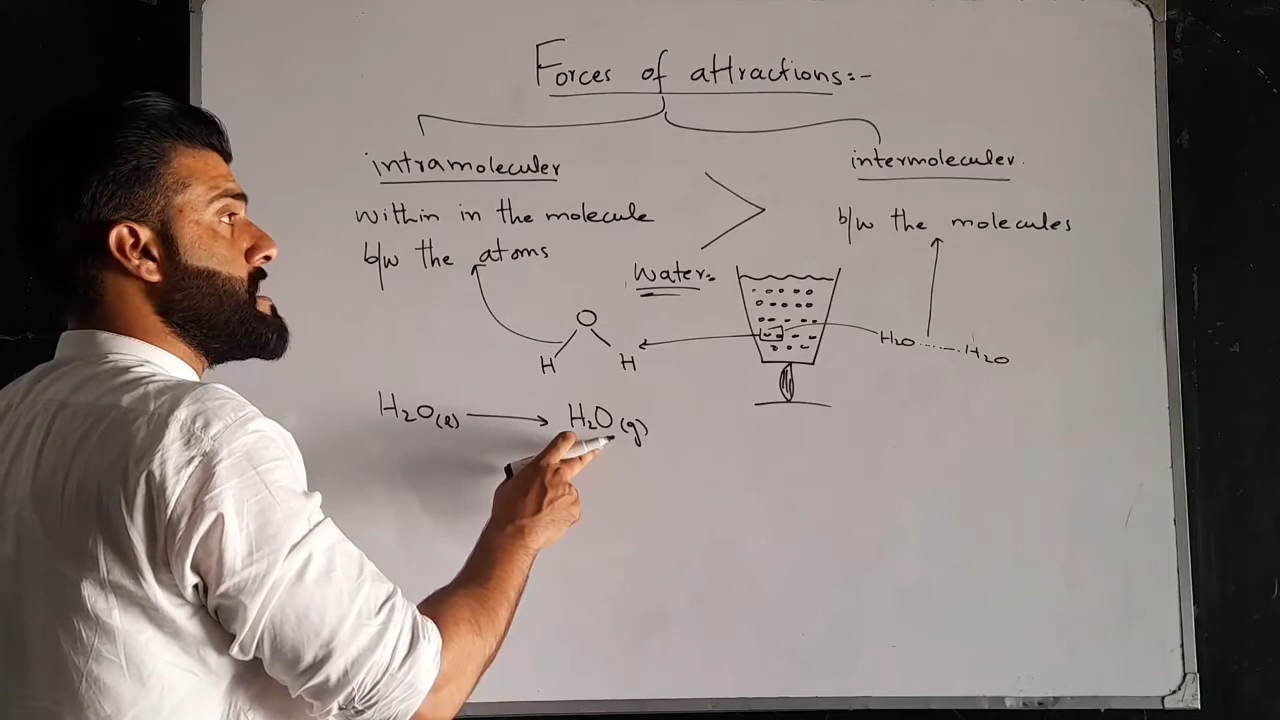 Forces of attractions:-
intramoleculer
intermoleculer.
within in the molecule
b/w the atoms
>
b/w the molecules
Water:
O
H H
H₂O ...... H₂O
H₂O(l) ⟶ H₂O(g)